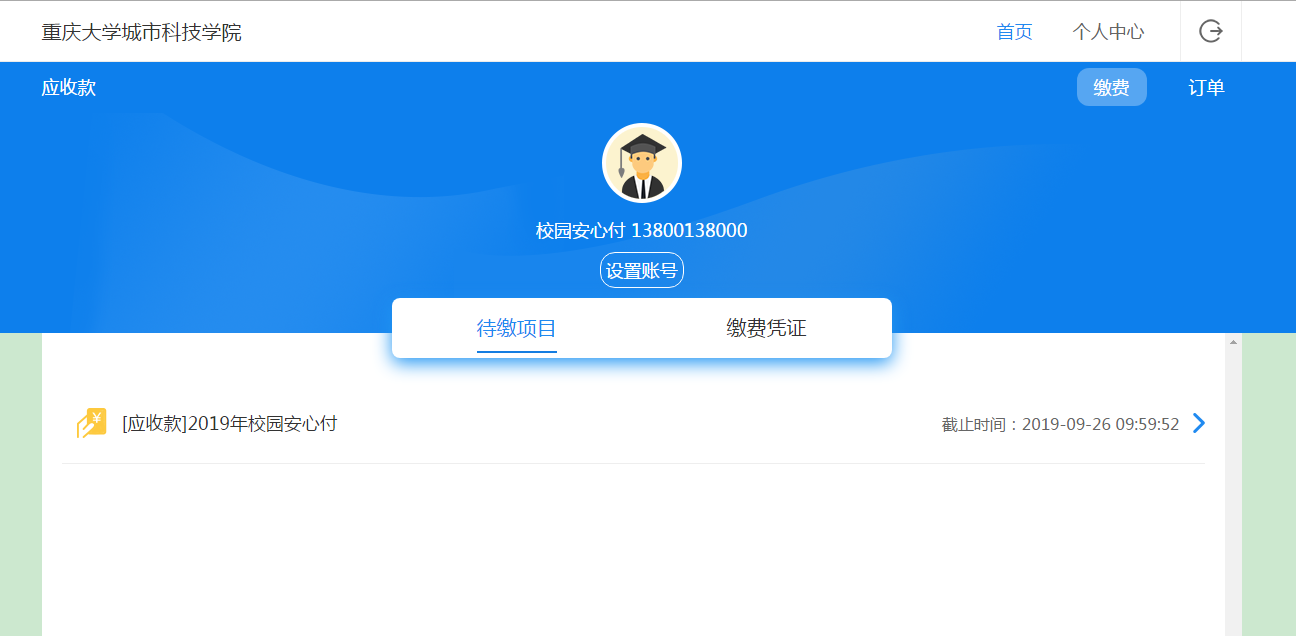 重庆大学城市科技学院
首页
个人中心
应收款
缴费
订单
校园安心付 13800138000
设置账号
待缴项目
缴费凭证
¥
[应收款]2019年校园安心付
截止时间：2019-09-26 09:59:52